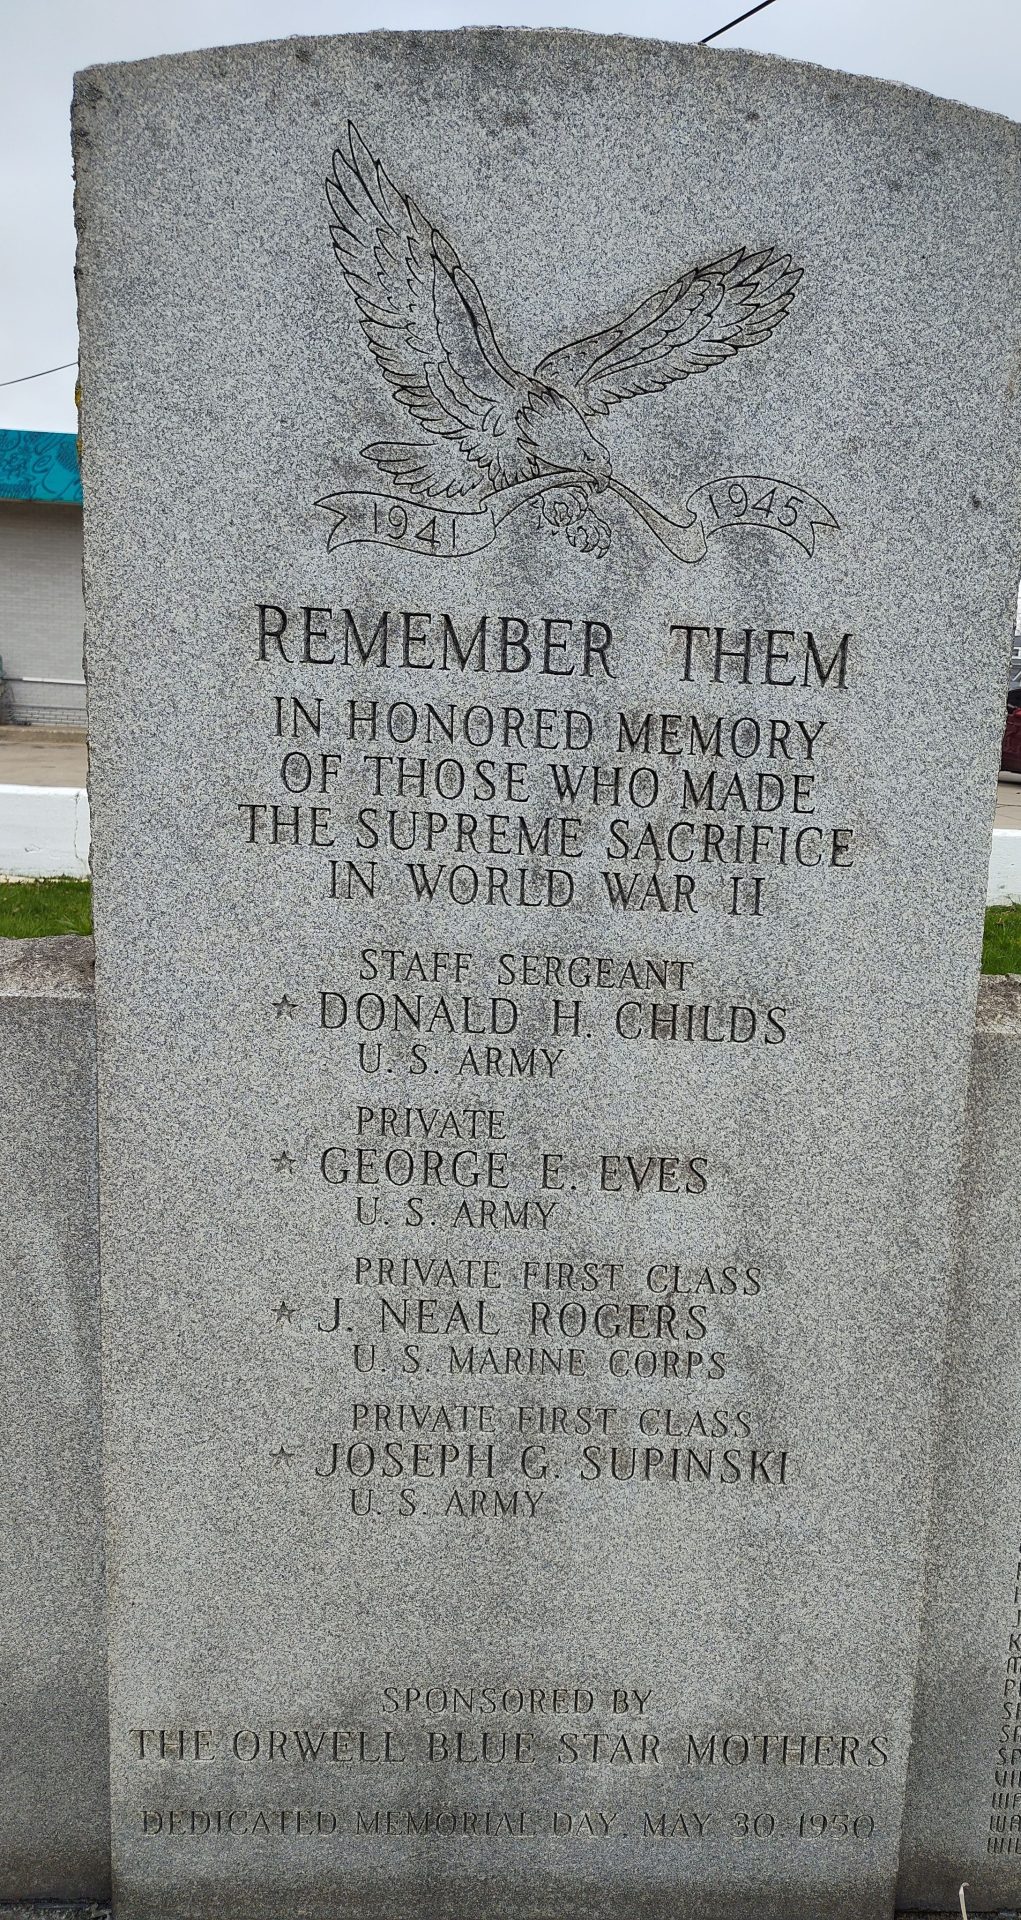 1941 1945
REMEMBER THEM
IN HONORED MEMORY
OF THOSE WHO MADE
THE SUPREME SACRIFICE
IN WORLD WAR II
STAFF SERGEANT
★ DONALD H. CHILDS
U. S. ARMY
PRIVATE
★ GEORGE E. EVES
U. S. ARMY
PRIVATE FIRST CLASS
★ J. NEAL ROGERS
U. S. MARINE CORPS
PRIVATE FIRST CLASS
★ JOSEPH G. SUPINSKI
U. S. ARMY
SPONSORED BY
THE ORWELL BLUE STAR MOTHERS
DEDICATED MEMORIAL DAY, MAY 30, 1950